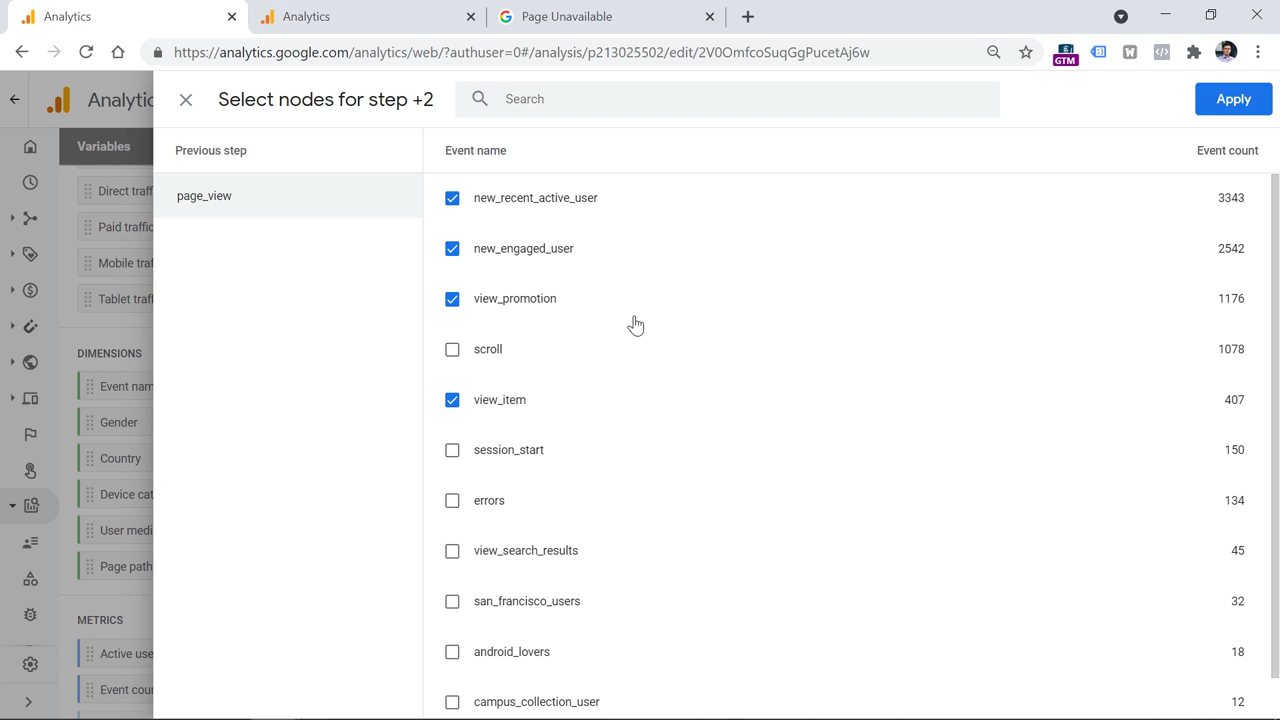 Analytics
Analytics
Page Unavailable
https://analytics.google.com/analytics/web/?authuser=0#/analysis/p213025502/edit/2V0OmfcoSuqGgPucetAj6w
GTM
W
Analytic
Select nodes for step +2
Search
Apply
Variables
Previous step
Event name
Event count
Direct traff
page_view
new_recent_active_user
3343
Paid traffic
new_engaged_user
2542
Mobile traf
Tablet traff
view_promotion
1176
DIMENSIONS
scroll
1078
Event nam
view_item
407
Gender
Country
session_start
150
Device cat
errors
134
User medi
view_search_results
45
Page path
san_francisco_users
32
METRICS
Active use
android_lovers
18
Event coun
campus_collection_user
12